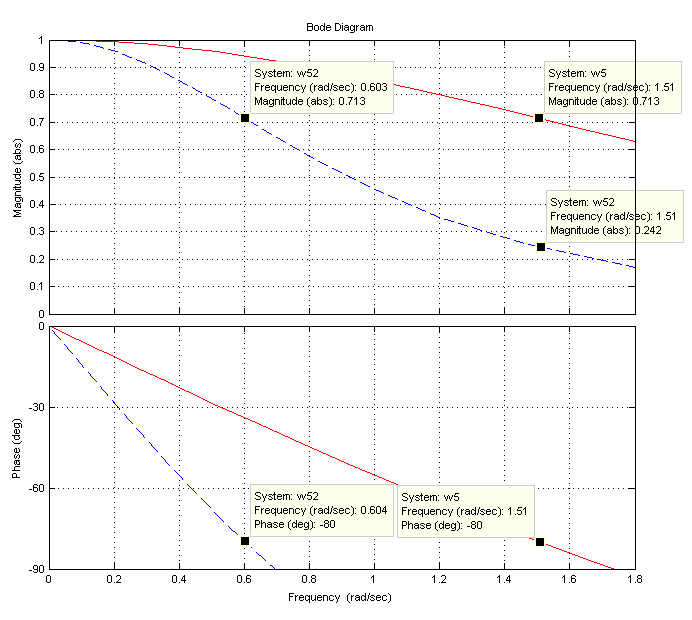 Bode Diagram
Magnitude (abs)
1
0.9
0.8
0.7
0.6
0.5
0.4
0.3
0.2
0.1
0
System: w52
Frequency (rad/sec): 0.603
Magnitude (abs): 0.713
System: w5
Frequency (rad/sec): 1.51
Magnitude (abs): 0.713
System: w52
Frequency (rad/sec): 1.51
Magnitude (abs): 0.242
Phase (deg)
0
-30
-60
-90
System: w52
Frequency (rad/sec): 0.604
Phase (deg): -80
System: w5
Frequency (rad/sec): 1.51
Phase (deg): -80
0 0.2 0.4 0.6 0.8 1 1.2 1.4 1.6 1.8
Frequency (rad/sec)